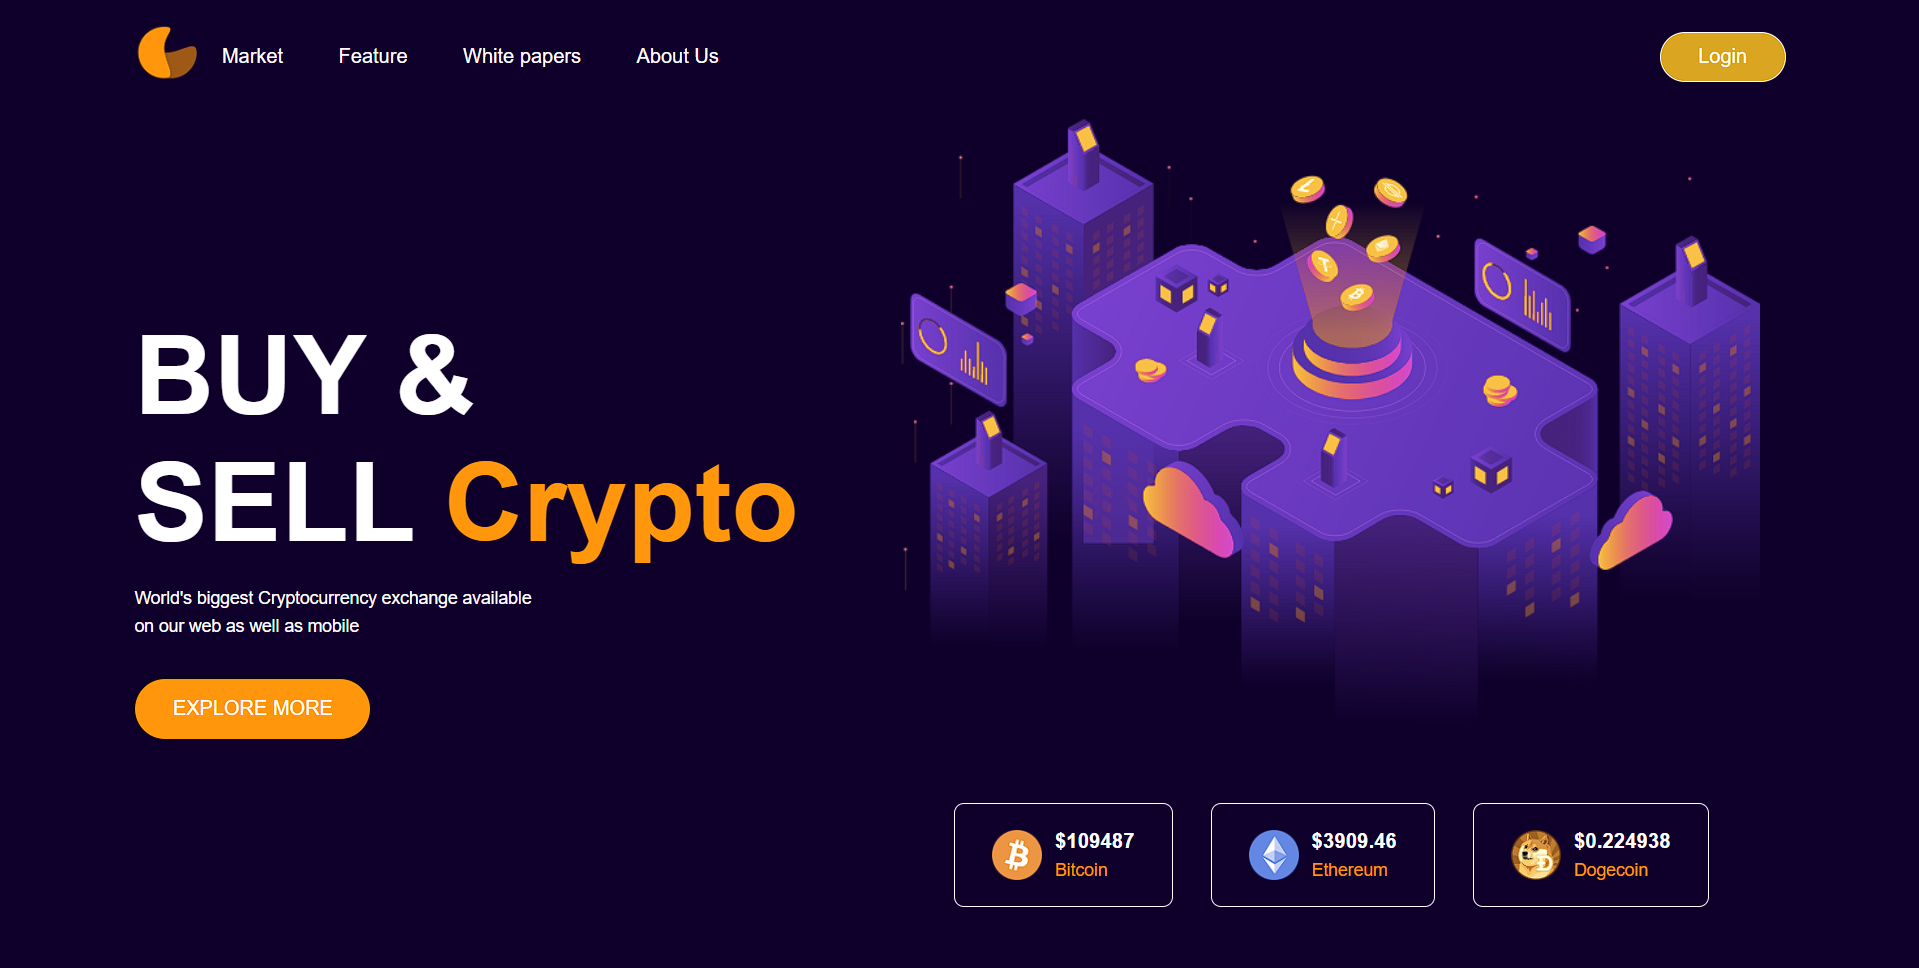 Market
Feature
White papers
About Us
Login
BUY &
SELL Crypto
World's biggest Cryptocurrency exchange available
on our web as well as mobile
EXPLORE MORE
$109487
Bitcoin
$3909.46
Ethereum
$0.224938
Dogecoin